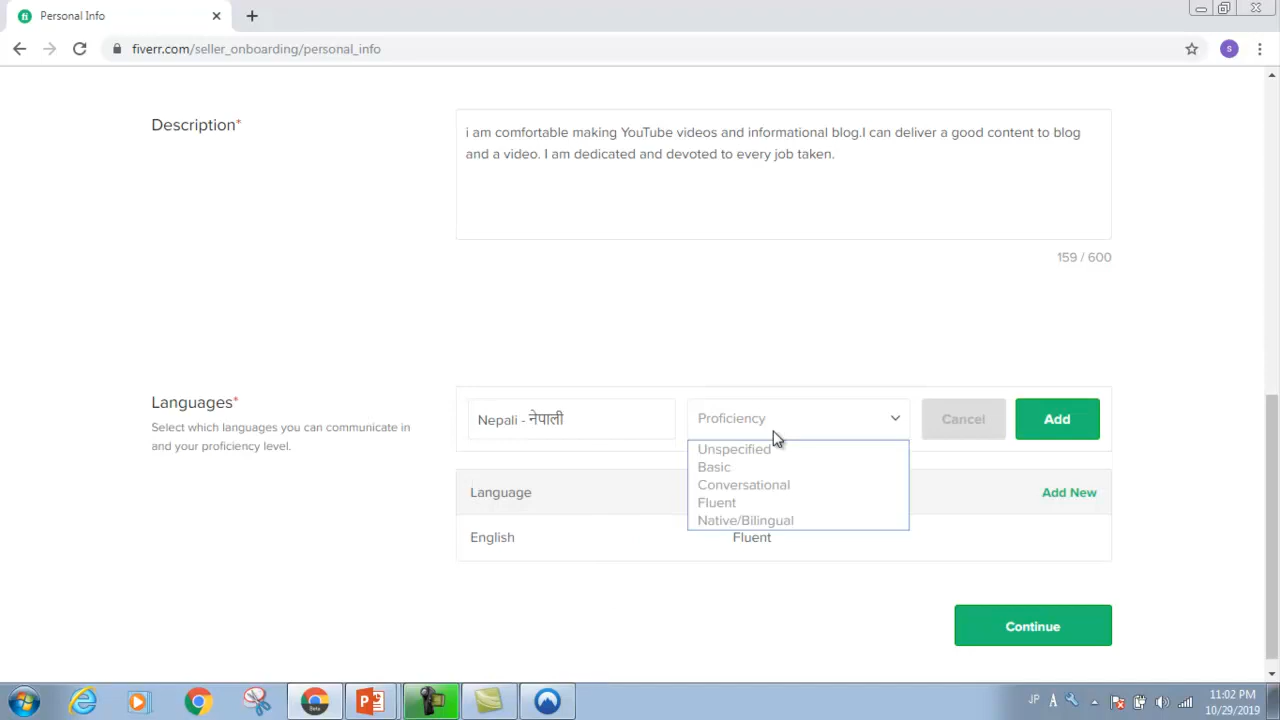 Personal Info
fiverr.com/seller_onboarding/personal_info
s
Description*
i am comfortable making YouTube videos and informational blog.I can deliver a good content to blog
and a video. I am dedicated and devoted to every job taken.
159 / 600
Languages*
Select which languages you can communicate in
and your proficiency level.
Nepali - नेपाली
Proficiency
Cancel
Add
Unspecified
Basic
Conversational
Fluent
Native/Bilingual
Language
Add New
English
Fluent
Continue
JP
11:02 PM
10/29/2019